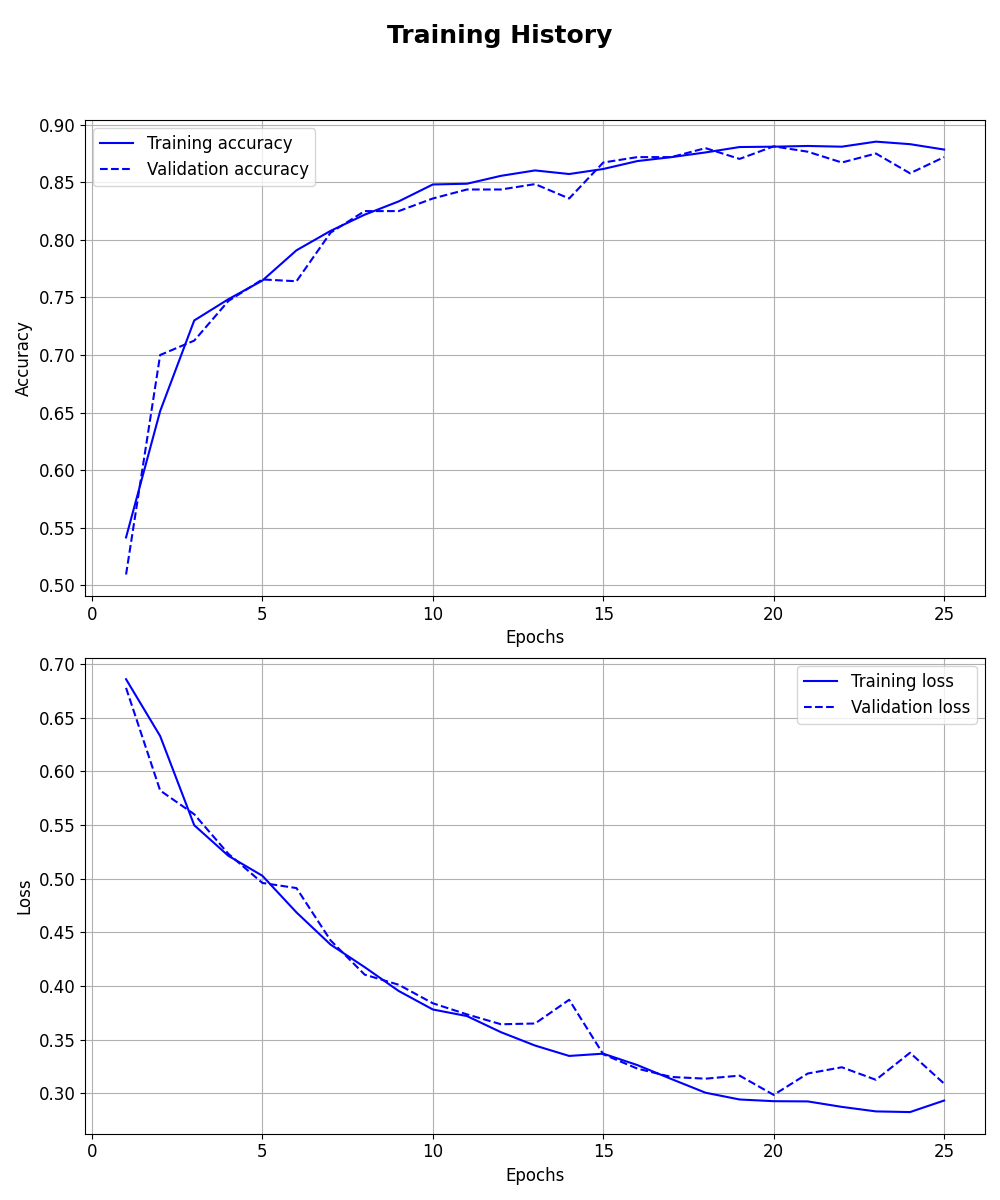 Training History
Training accuracy
Validation accuracy
0.90
0.85
0.80
0.75
0.70
0.65
0.60
0.55
0.50
Accuracy
0 5 10 15 20 25
Epochs
Training loss
Validation loss
0.70
0.65
0.60
0.55
0.50
0.45
0.40
0.35
0.30
Loss
0 5 10 15 20 25
Epochs